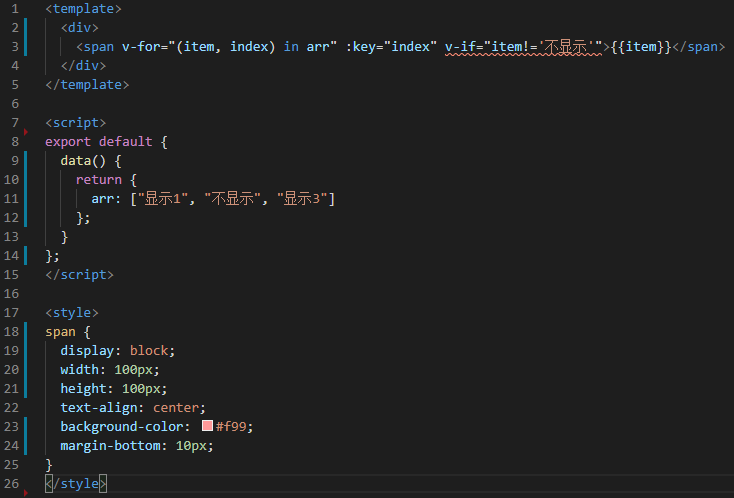 1 <template>
2   <div>
3     <span v-for="(item, index) in arr" :key="index" v-if="item!='不显示'">{{item}}</span>
4   </div>
5 </template>
6
7 <script>
8 export default {
9   data() {
10     return {
11       arr: ["显示1", "不显示", "显示3"]
12     };
13   }
14 };
15 </script>
16
17 <style>
18 span {
19   display: block;
20   width: 100px;
21   height: 100px;
22   text-align: center;
23   background-color: #f99;
24   margin-bottom: 10px;
25 }
26 </style>